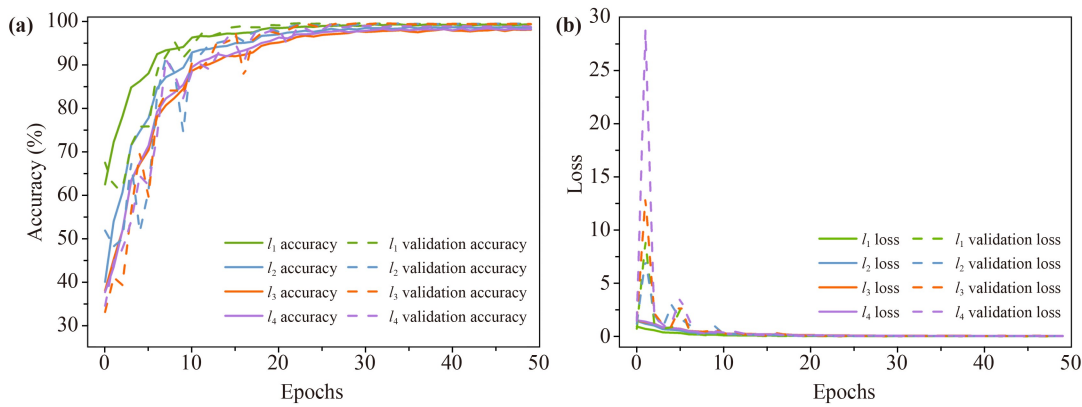 (a)
100
90
80
70
60
50
40
30
Accuracy (%)
l₁ accuracy l₁ validation accuracy
l₂ accuracy l₂ validation accuracy
l₃ accuracy l₃ validation accuracy
l₄ accuracy l₄ validation accuracy
0 10 20 30 40 50
Epochs
(b)
30
25
20
15
10
5
0
Loss
l₁ loss l₁ validation loss
l₂ loss l₂ validation loss
l₃ loss l₃ validation loss
l₄ loss l₄ validation loss
0 10 20 30 40 50
Epochs